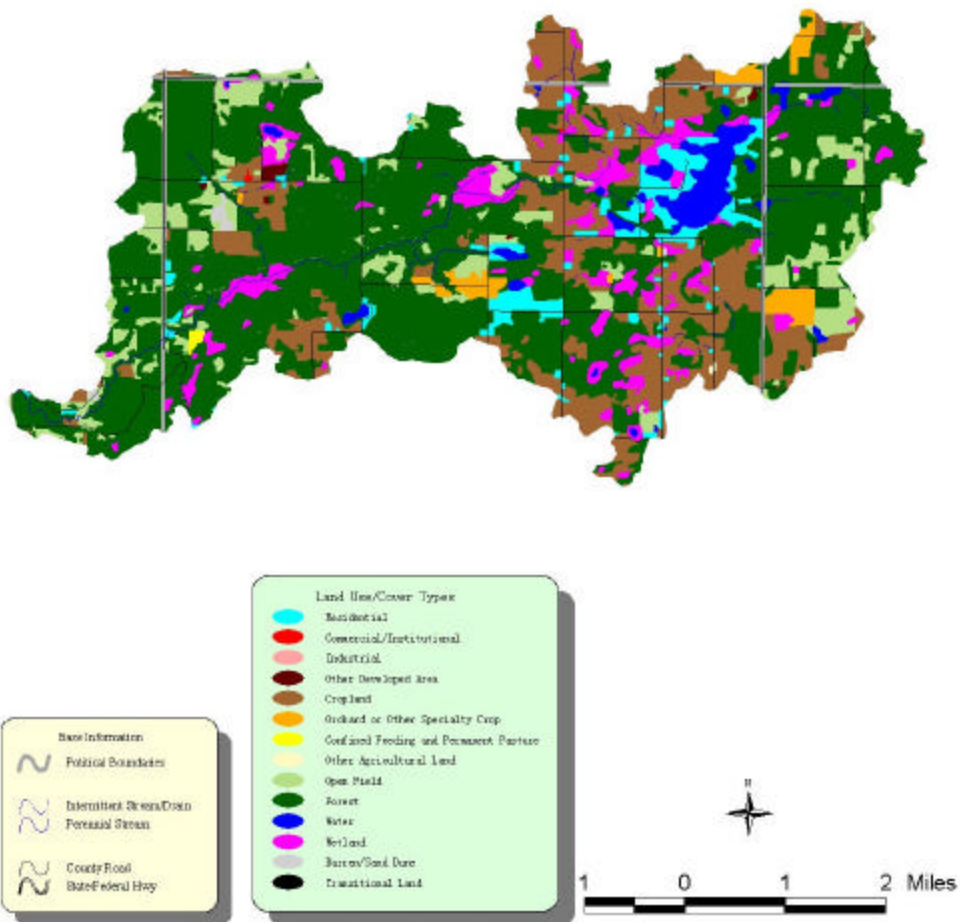 Land Use/Cover Types
Residential
Commercial/Institutional
Industrial
Other Developed Area
Cropland
Orchard or Other Specialty Crop
Confined Feeding and Permanent Pasture
Other Agricultural Land
Open Field
Forest
Water
Wetland
Barren/Sand Dune
Transitional Land
Base Information
Political Boundaries
Intermittent Stream/Drain
Perennial Stream
County Road
State/Federal Hwy
N
1 0 1 2 Miles